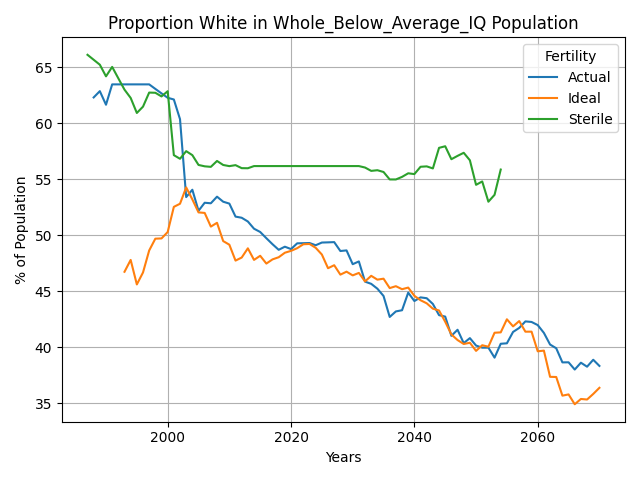 Proportion White in Whole_Below_Average_IQ Population
Fertility
Actual
Ideal
Sterile
% of Population
65
60
55
50
45
40
35
2000
2020
2040
2060
Years